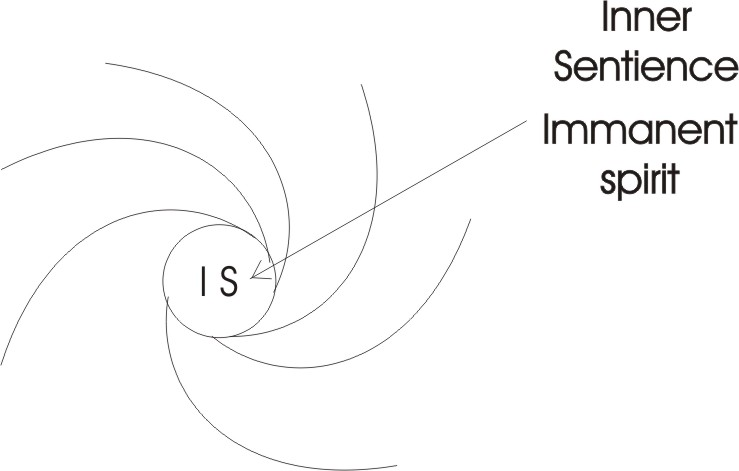 Inner
Sentience
Immanent
spirit
I S